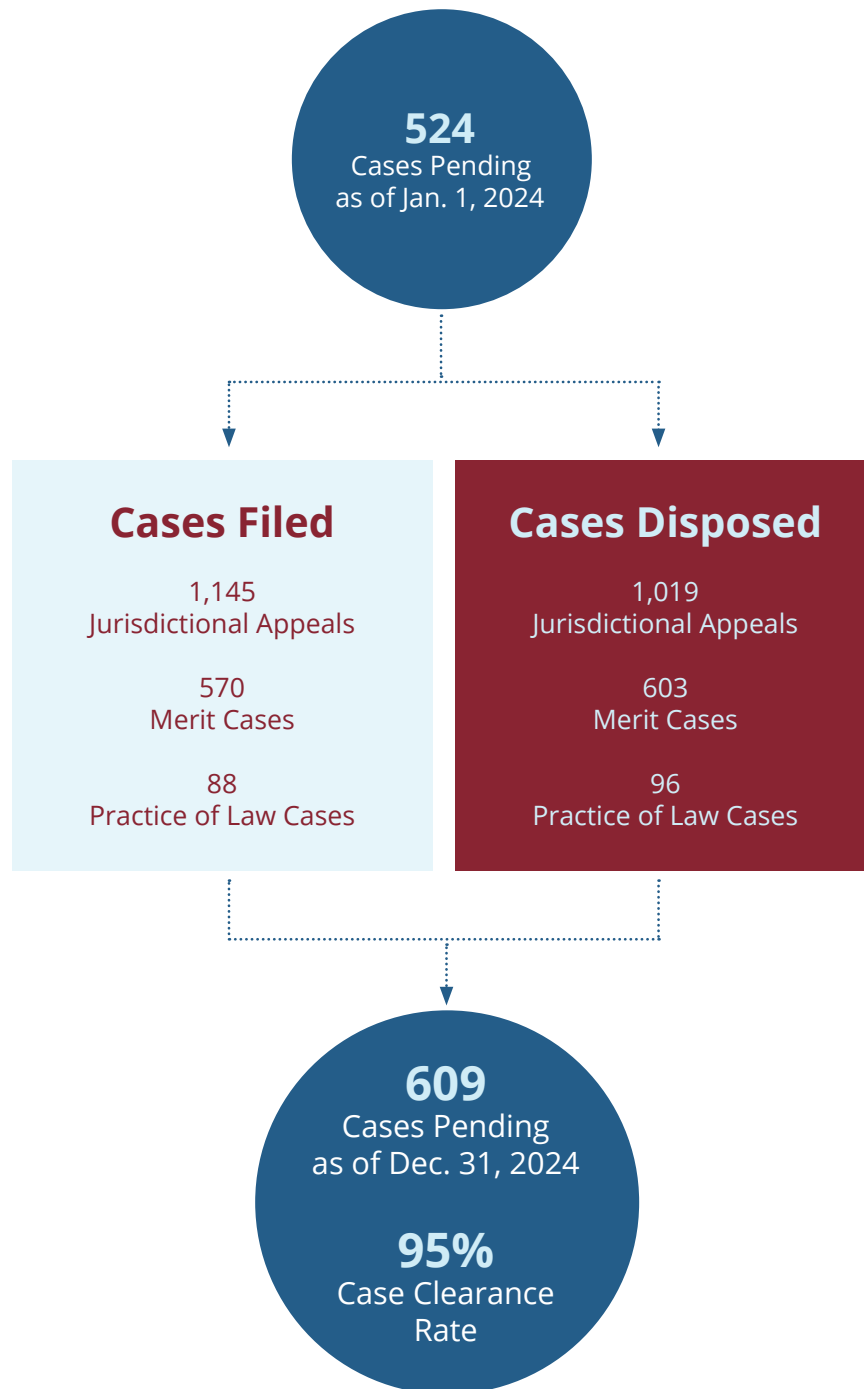 524
Cases Pending
as of Jan. 1, 2024
Cases Filed
1,145
Jurisdictional Appeals
570
Merit Cases
88
Practice of Law Cases
Cases Disposed
1,019
Jurisdictional Appeals
603
Merit Cases
96
Practice of Law Cases
609
Cases Pending
as of Dec. 31, 2024
95%
Case Clearance
Rate